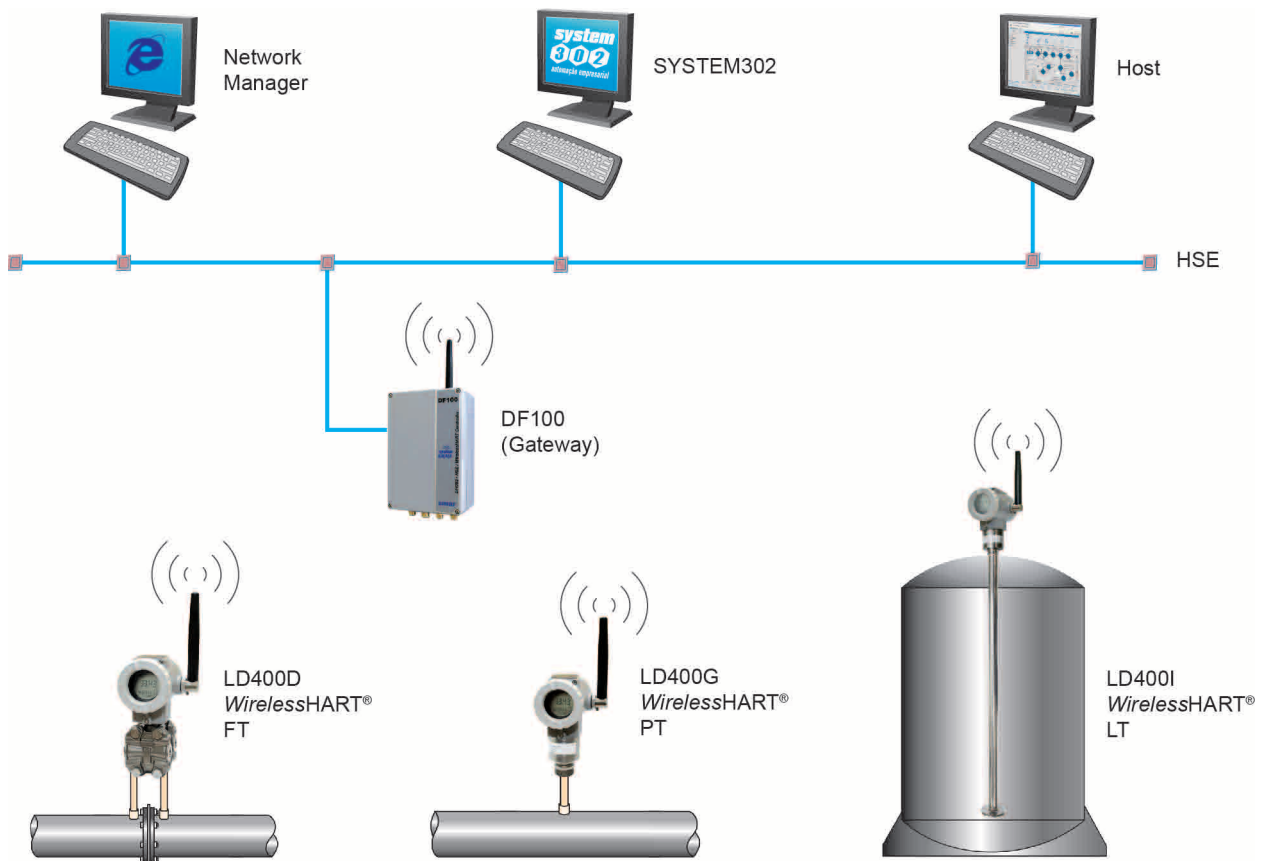 Network
Manager
system
302
automação empresarial
SYSTEM302
Host
HSE
DF100
DF100
(Gateway)
LD400D
WirelessHART®
FT
LD400G
WirelessHART®
PT
LD400I
WirelessHART®
LT